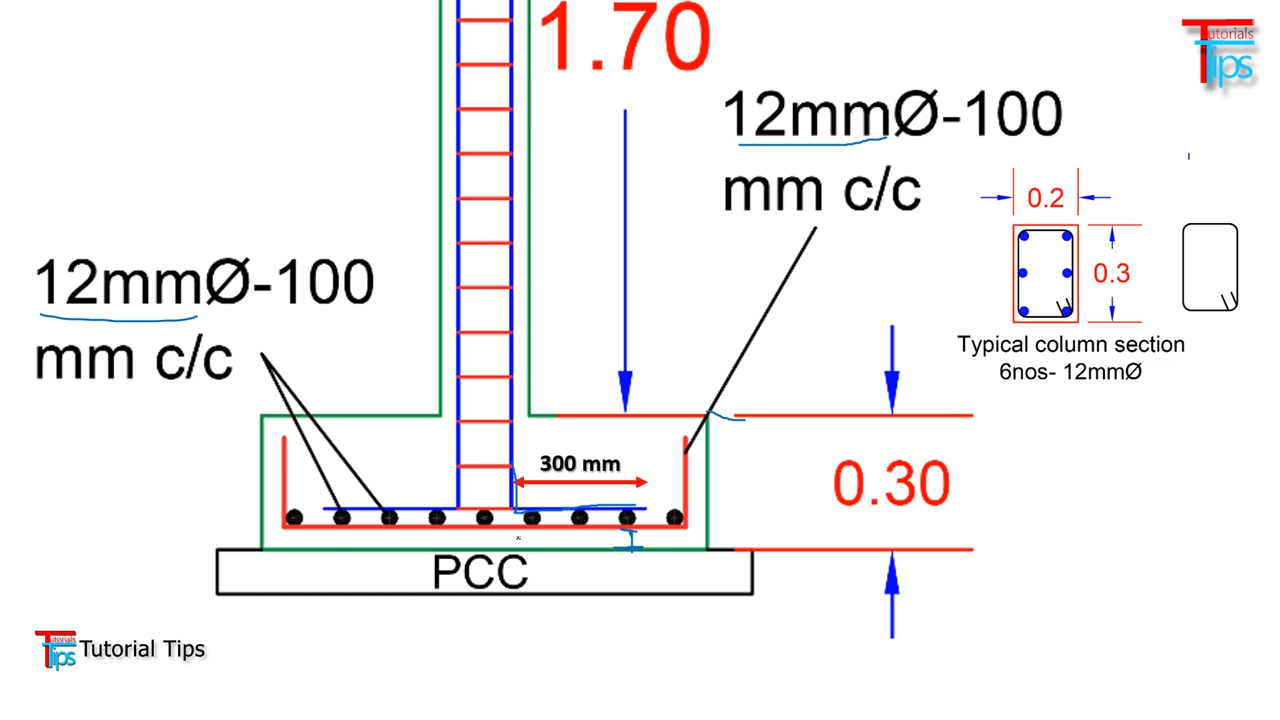 1.70
Tutorials
Tips
12mmØ-100
mm c/c
0.2
0.3
Typical column section
6nos- 12mmØ
12mmØ-100
mm c/c
300 mm
0.30
PCC
Tutorials
Tips
Tutorial Tips